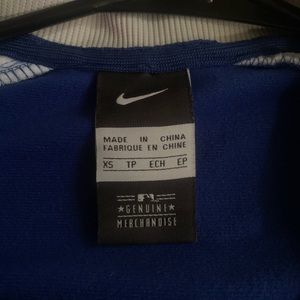 MADE IN CHINA
FABRIQUE EN CHINE
XS TP ECH EP
★ GENUINE ★
MERCHANDISE